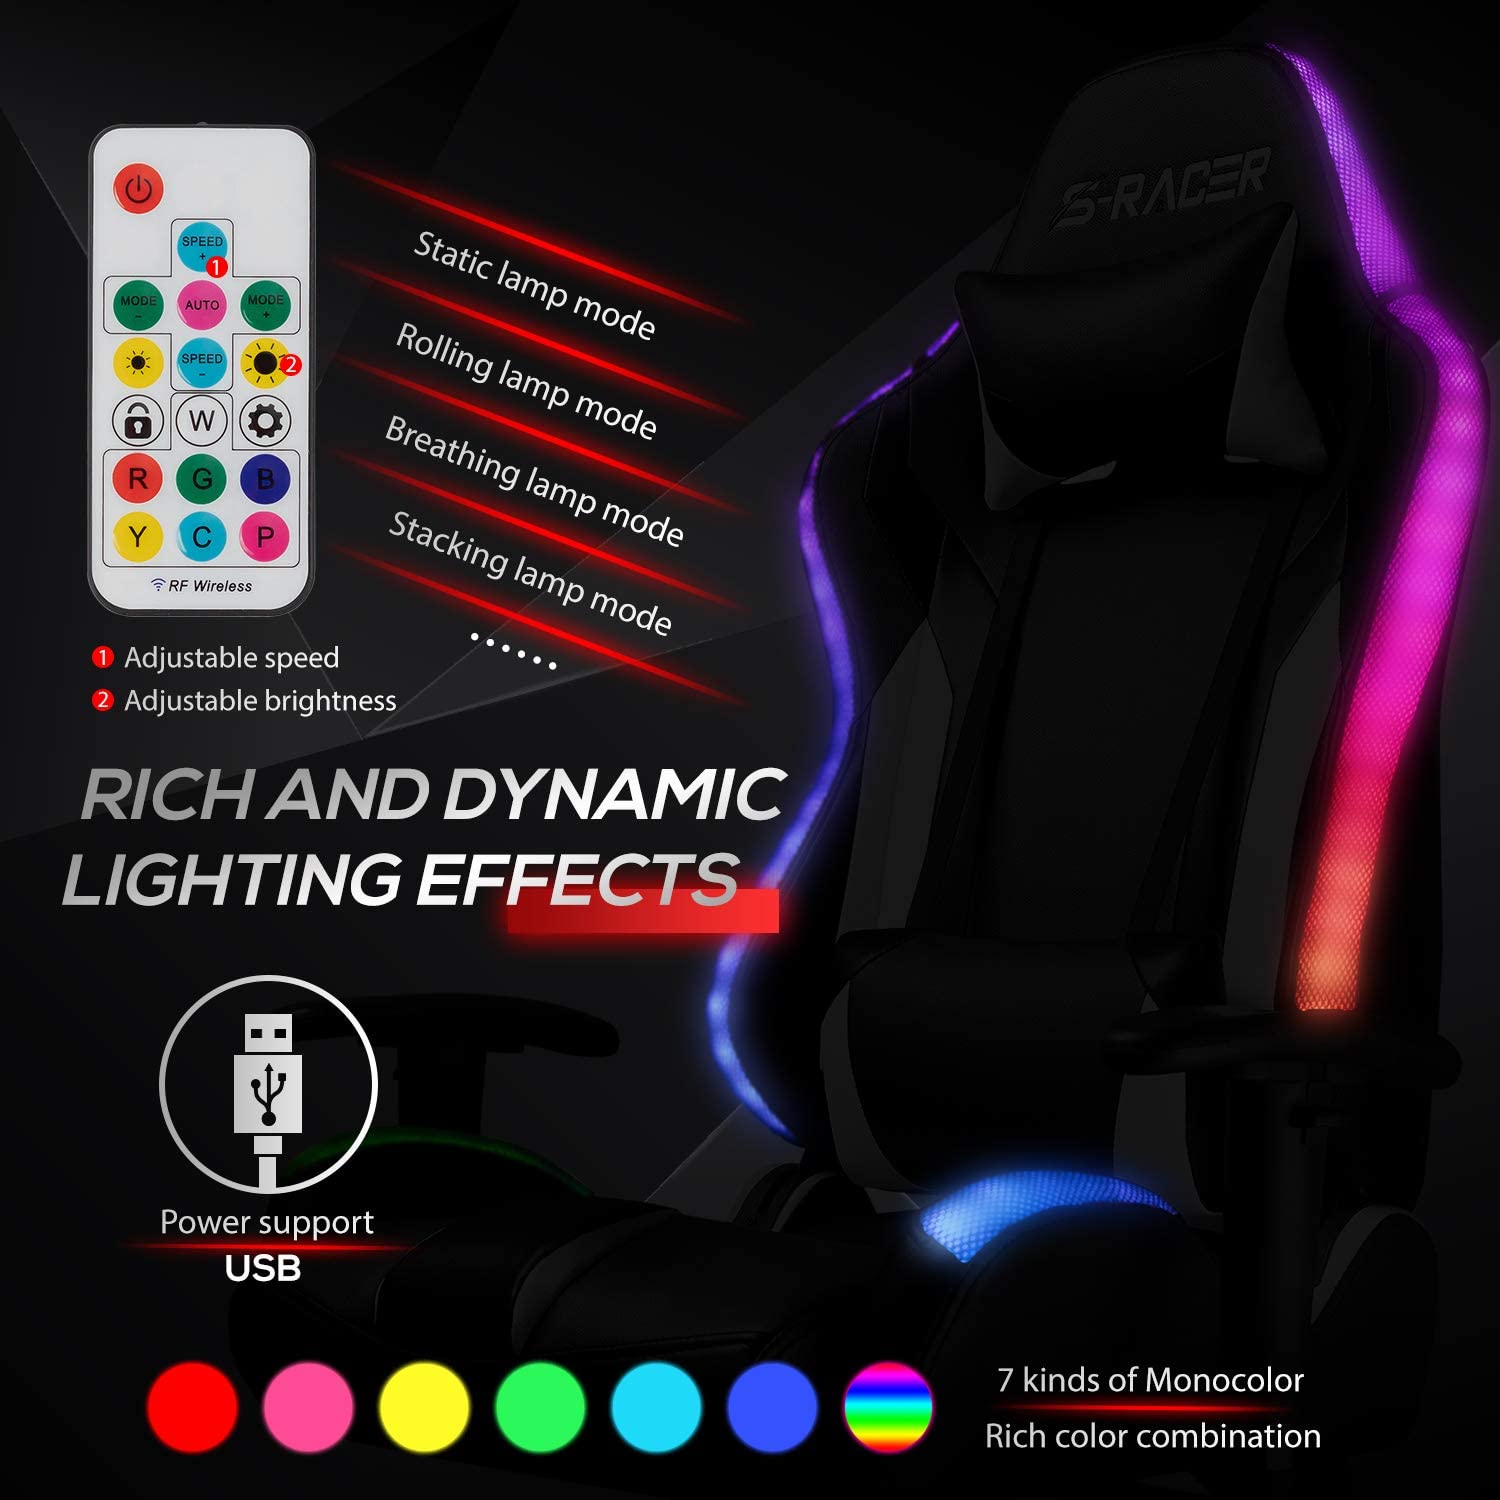 S-RACER
SPEED
+
1
MODE
-
AUTO
MODE
+
SPEED
-
2
W
R G B
Y C P
RF Wireless
1 Adjustable speed
2 Adjustable brightness
Static lamp mode
Rolling lamp mode
Breathing lamp mode
Stacking lamp mode
......
RICH AND DYNAMIC
LIGHTING EFFECTS
Power support
USB
7 kinds of Monocolor
Rich color combination